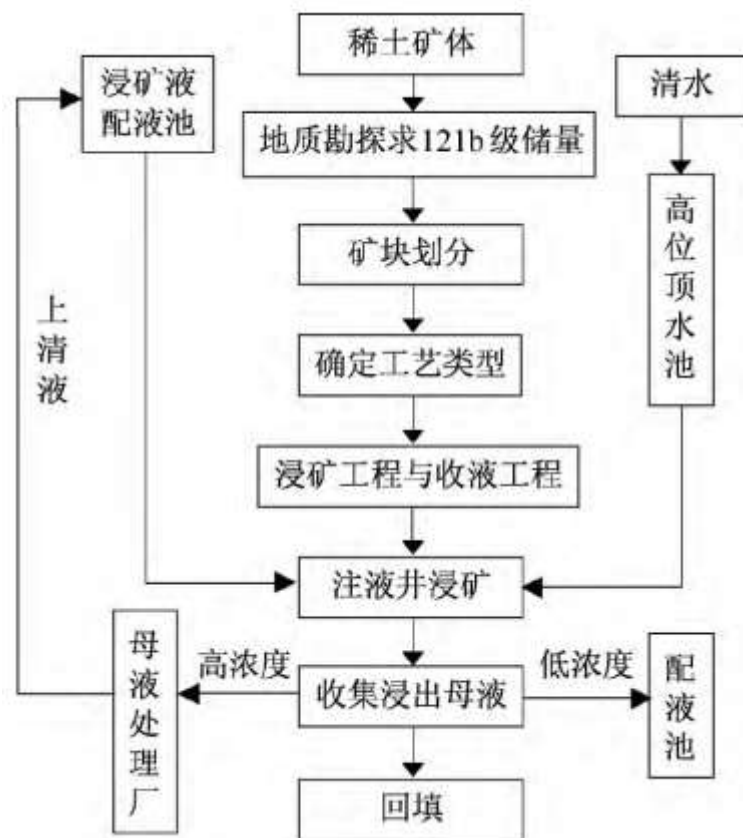 稀土矿体
浸矿液
配液池
清水
地质勘探求121b级储量
高位顶水池
矿块划分
上清液
确定工艺类型
浸矿工程与收液工程
注液井浸矿
母液处理厂
高浓度
收集浸出母液
低浓度
配液池
回填